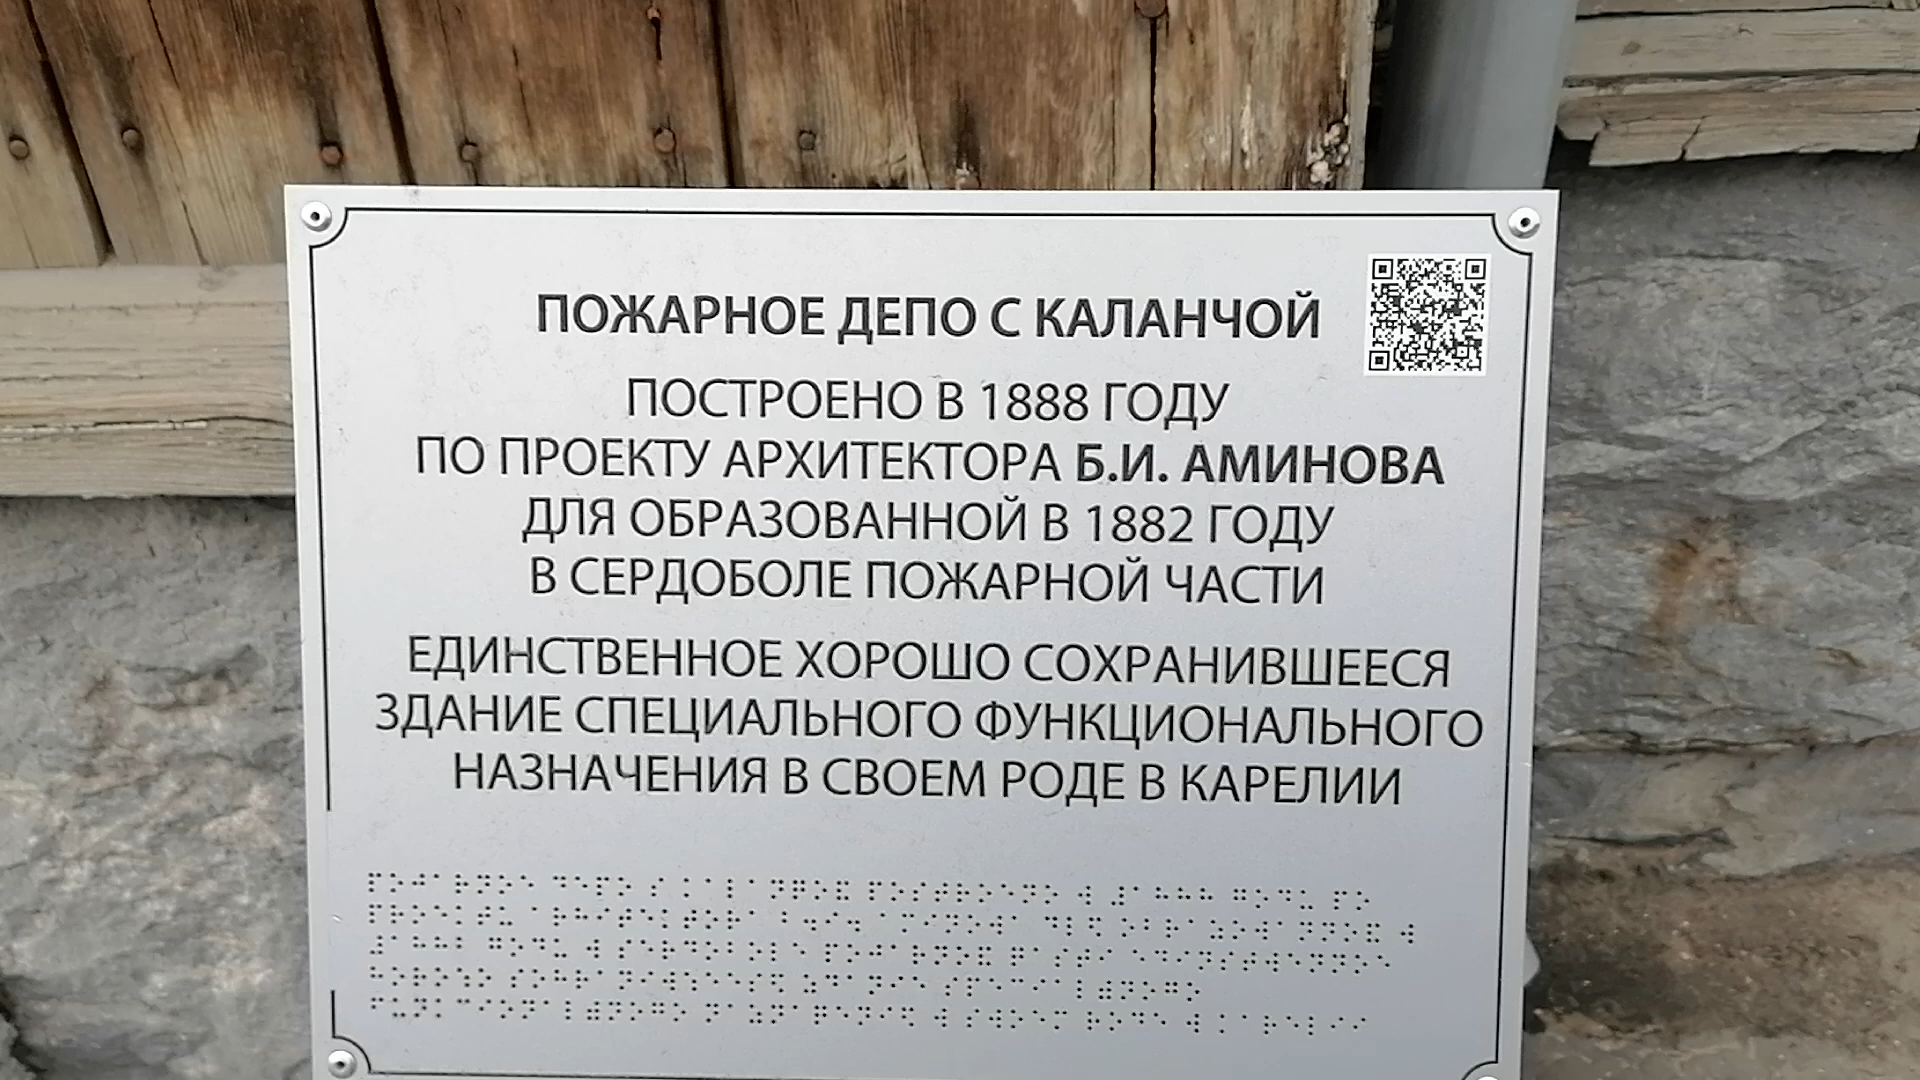 ПОЖАРНОЕ ДЕПО С КАЛАНЧОЙ
ПОСТРОЕНО В 1888 ГОДУ
ПО ПРОЕКТУ АРХИТЕКТОРА Б.И. АМИНОВА
ДЛЯ ОБРАЗОВАННОЙ В 1882 ГОДУ
В СЕРДОБОЛЕ ПОЖАРНОЙ ЧАСТИ
ЕДИНСТВЕННОЕ ХОРОШО СОХРАНИВШЕЕСЯ
ЗДАНИЕ СПЕЦИАЛЬНОГО ФУНКЦИОНАЛЬНОГО
НАЗНАЧЕНИЯ В СВОЕМ РОДЕ В КАРЕЛИИ